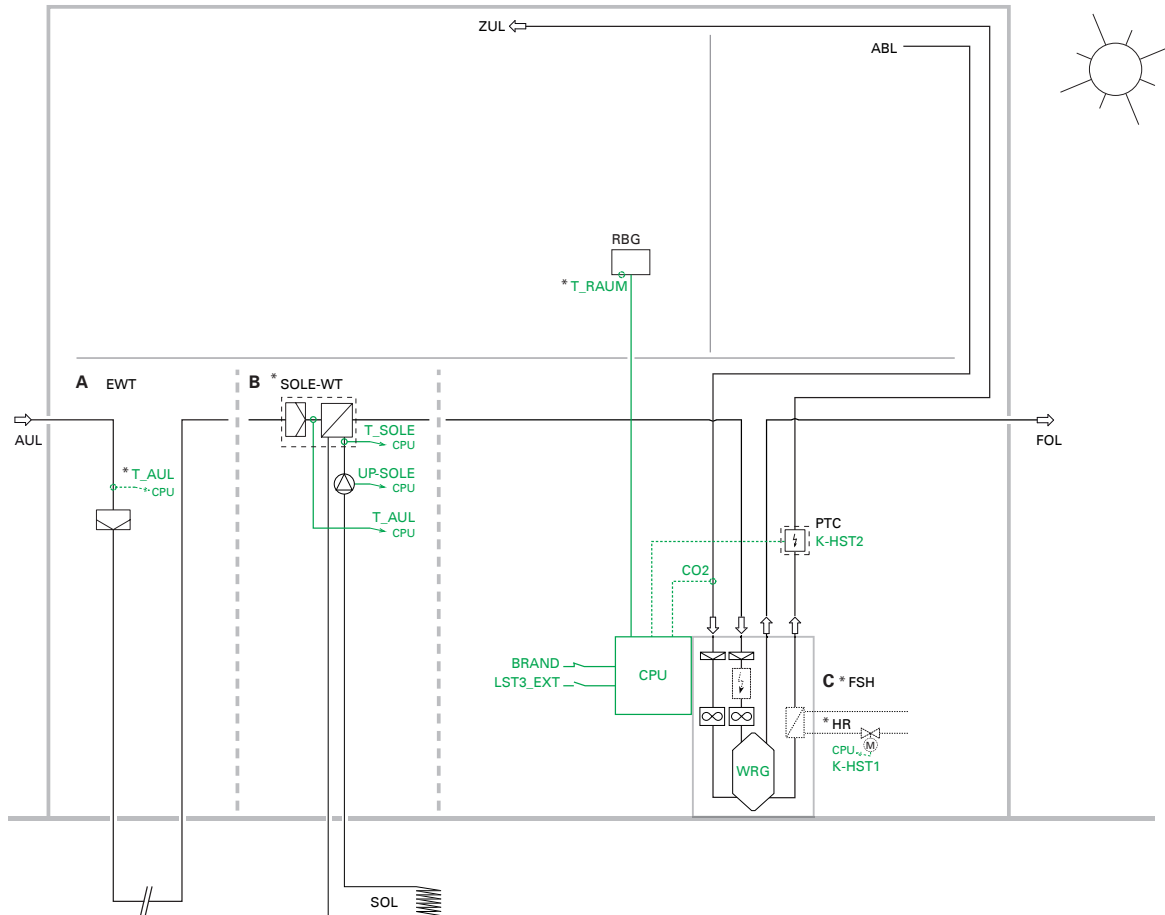 ZUL
ABL
RBG
* T_RAUM
A EWT
B * SOLE-WT
AUL
FOL
T_SOLE
CPU
* T_AUL
CPU
UP-SOLE
CPU
T_AUL
CPU
PTC
K-HST2
CO2
BRAND
LST3_EXT
CPU
C * FSH
* HR
M
CPU
K-HST1
WRG
SOL